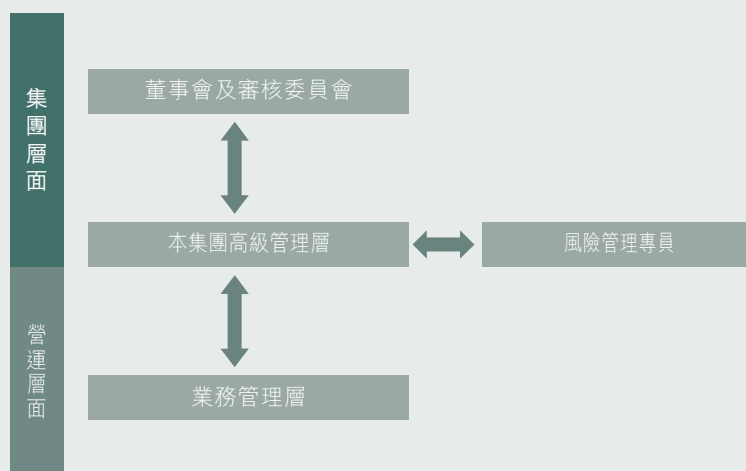 集團層面
董事會及審核委員會
本集團高級管理層
風險管理專員
營運層面
業務管理層